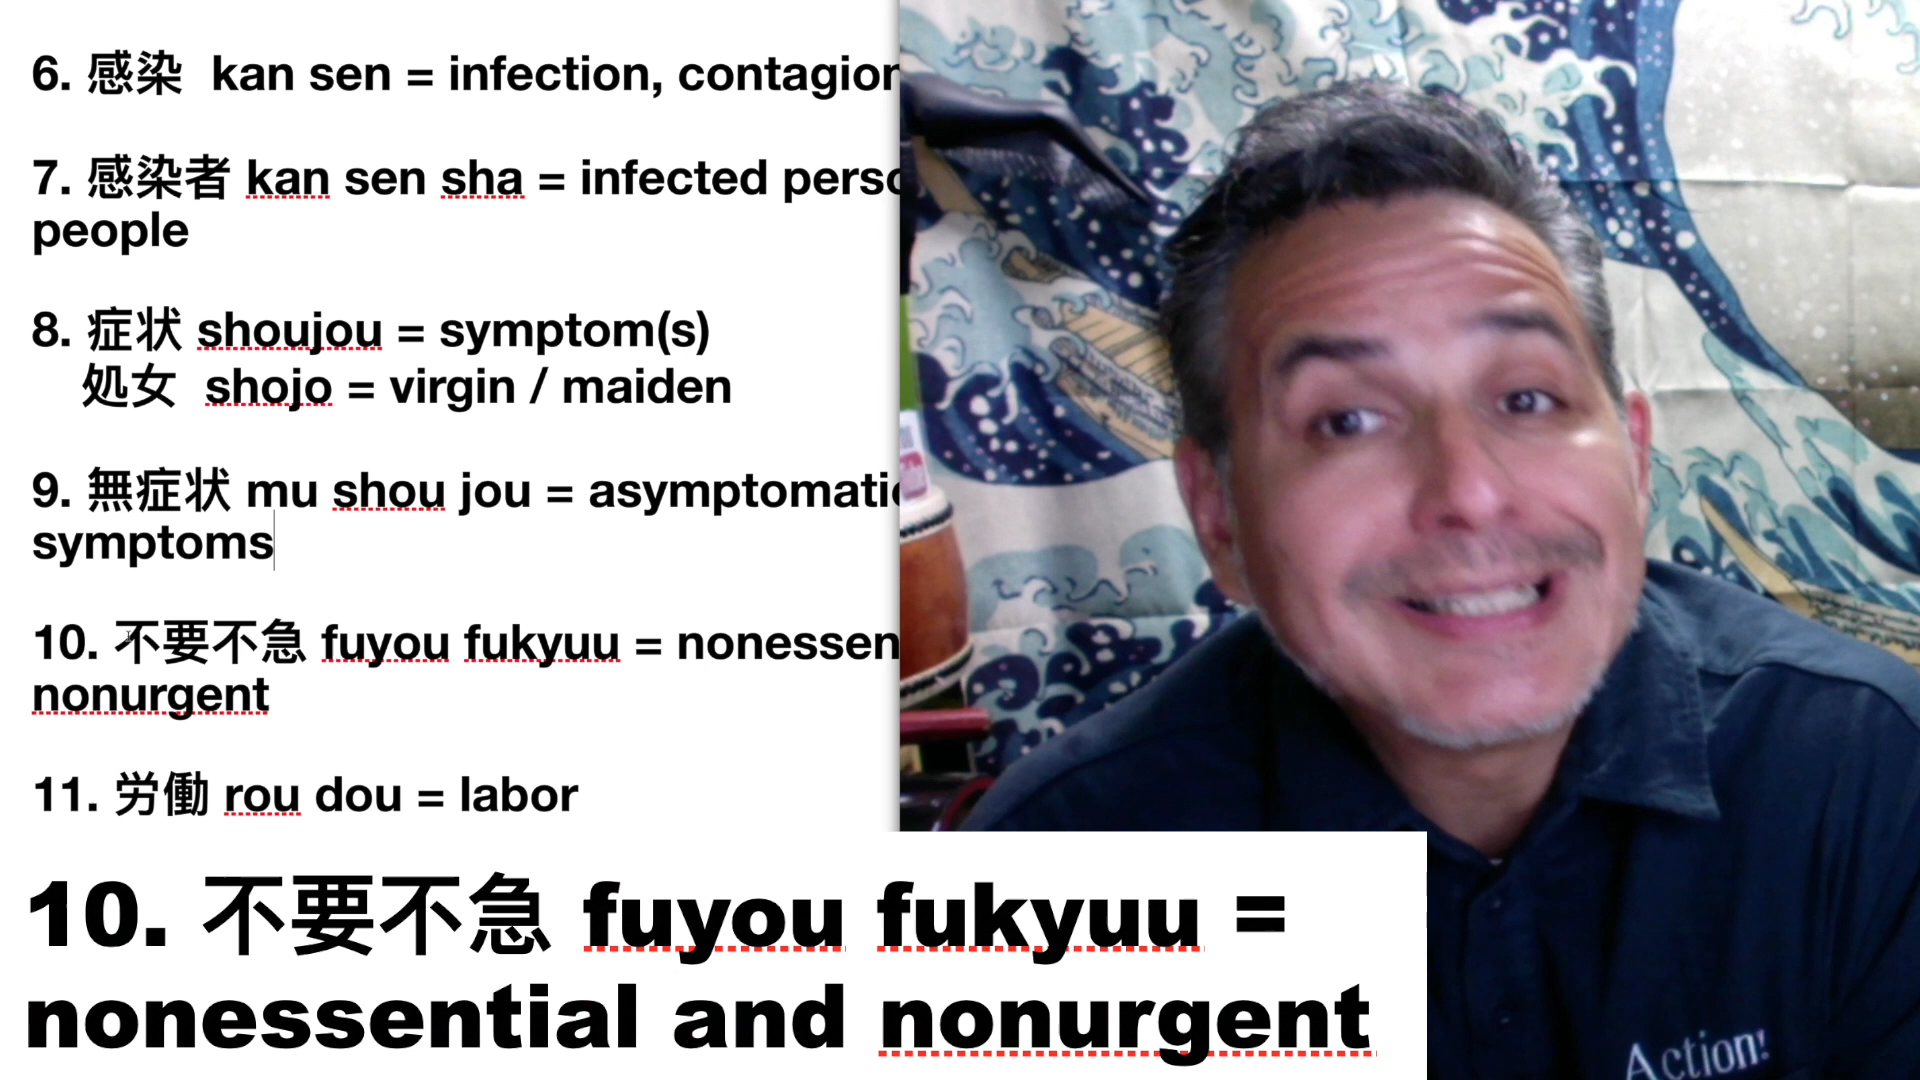 6. 感染 kan sen = infection, contagion
7. 感染者 kan sen sha = infected perso
people
8. 症状 shoujou = symptom(s)
処女 shojo = virgin / maiden
9. 無症状 mu shou jou = asymptomatic
symptoms
10. 不要不急 fuyou fukyuu = nonessen
nonurgent
11. 労働 rou dou = labor
10. 不要不急 fuyou fukyuu =
nonessential and nonurgent
Action!